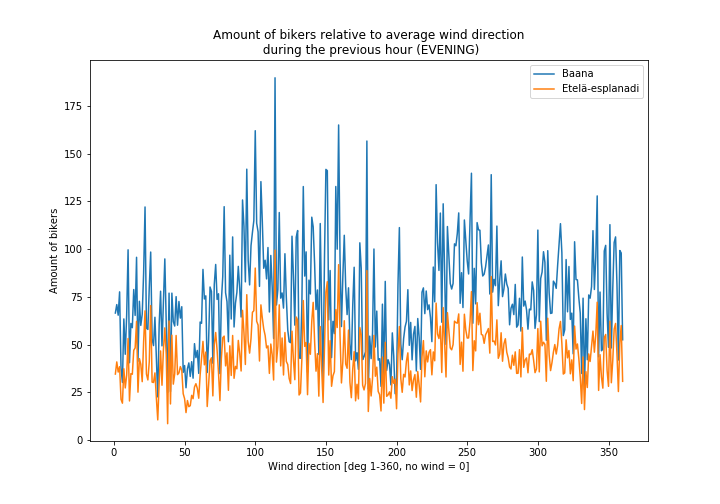 Amount of bikers relative to average wind direction
during the previous hour (EVENING)
Baana
Etelä-esplanadi
Amount of bikers
175
150
125
100
75
50
25
0
0
50
100
150
200
250
300
350
Wind direction [deg 1-360, no wind = 0]